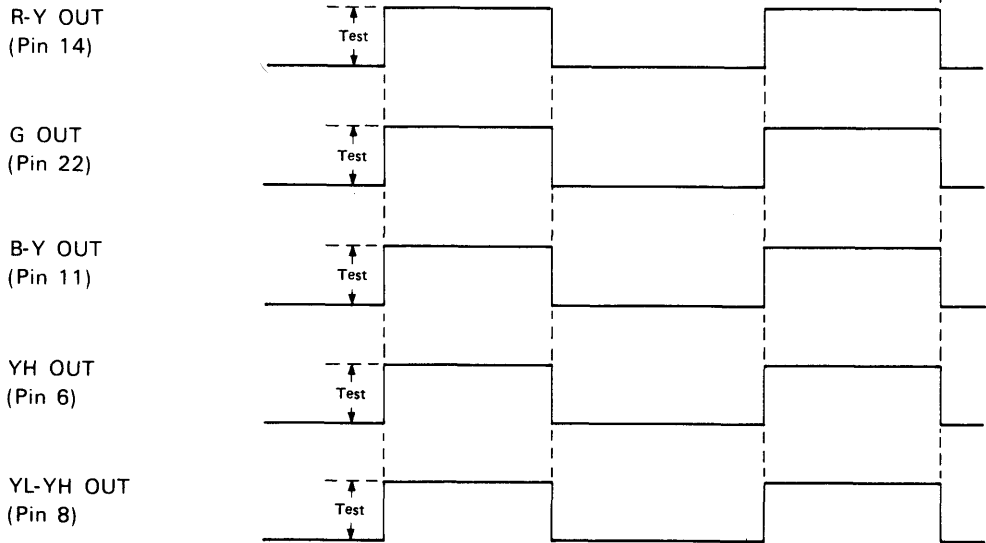 R-Y OUT
(Pin 14)
Test
G OUT
(Pin 22)
Test
B-Y OUT
(Pin 11)
Test
YH OUT
(Pin 6)
Test
YL-YH OUT
(Pin 8)
Test